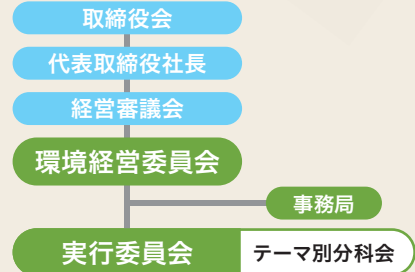 取締役会
代表取締役社長
経営審議会
環境経営委員会
事務局
実行委員会 テーマ別分科会